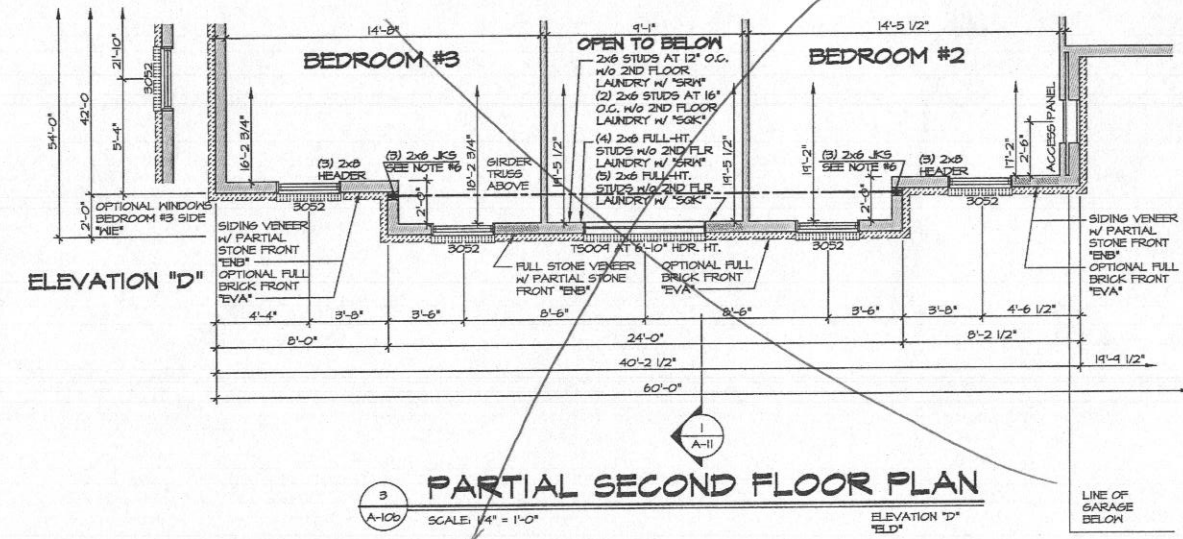 14'-8"
9'-1"
14'-5 1/2"
BEDROOM #3
OPEN TO BELOW
2x6 STUDS AT 12" O.C.
W/O 2ND FLOOR
LAUNDRY W/ "SRH"
(2) 2x6 STUDS AT 16"
O.C. W/O 2ND FLOOR
LAUNDRY W/ "SGK"
(4) 2x6 FULL-HT.
STUDS W/O 2ND FLR
LAUNDRY W/ "SRH"
(5) 2x6 FULL-HT.
STUDS W/O 2ND FLR.
LAUNDRY W/ "SGK"
BEDROOM #2
54'-0"
42'-0
21'-10"
5'-4"
2'-0"
3052
16'-2 3/4"
(3) 2x8
HEADER
(3) 2x6 JKS
SEE NOTE #6
2'-0"
18'-2 3/4"
GIRDER
TRUSS
ABOVE
19'-5 1/2"
19'-2"
(3) 2x6 JKS
SEE NOTE #6
2'-0"
(3) 2x8
HEADER
17'-2"
2'-6"
ACCESS PANEL
OPTIONAL WINDOWS
BEDROOM #3 SIDE
"WIE"
3052
3052
TS004 AT 6'-10" HDR. HT.
3052
3052
ELEVATION "D"
SIDING VENEER
W/ PARTIAL
STONE FRONT
"ENB"
OPTIONAL FULL
BRICK FRONT
"EVA"
FULL STONE VENEER
W/ PARTIAL STONE
FRONT "ENB"
OPTIONAL FULL
BRICK FRONT
"EVA"
SIDING VENEER
W/ PARTIAL
STONE FRONT
"ENB"
OPTIONAL FULL
BRICK FRONT
"EVA"
4'-4"
3'-8"
3'-6"
8'-6"
8'-6"
3'-6"
3'-8"
4'-6 1/2"
8'-0"
24'-0"
8'-2 1/2"
40'-2 1/2"
19'-9 1/2"
60'-0"
1
A-11
3
A-10b
PARTIAL SECOND FLOOR PLAN
SCALE: 1/4" = 1'-0"
ELEVATION "D"
"ELD"
LINE OF
GARAGE
BELOW